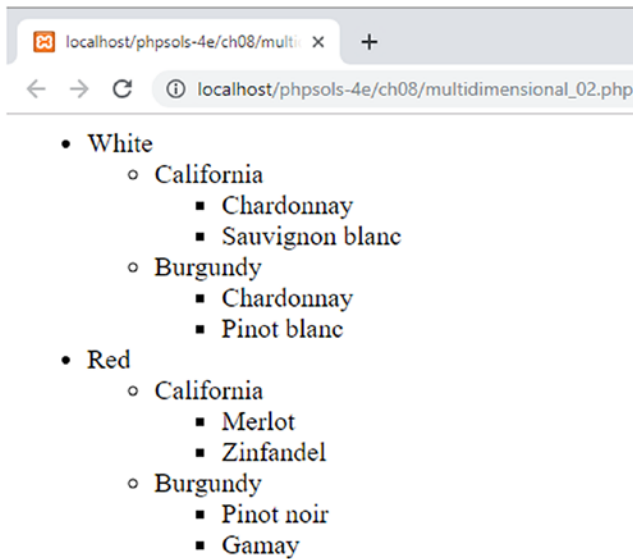 localhost/phpsols-4e/ch08/multi
localhost/phpsols-4e/ch08/multidimensional_02.php
White
California
Chardonnay
Sauvignon blanc
Burgundy
Chardonnay
Pinot blanc
Red
California
Merlot
Zinfandel
Burgundy
Pinot noir
Gamay